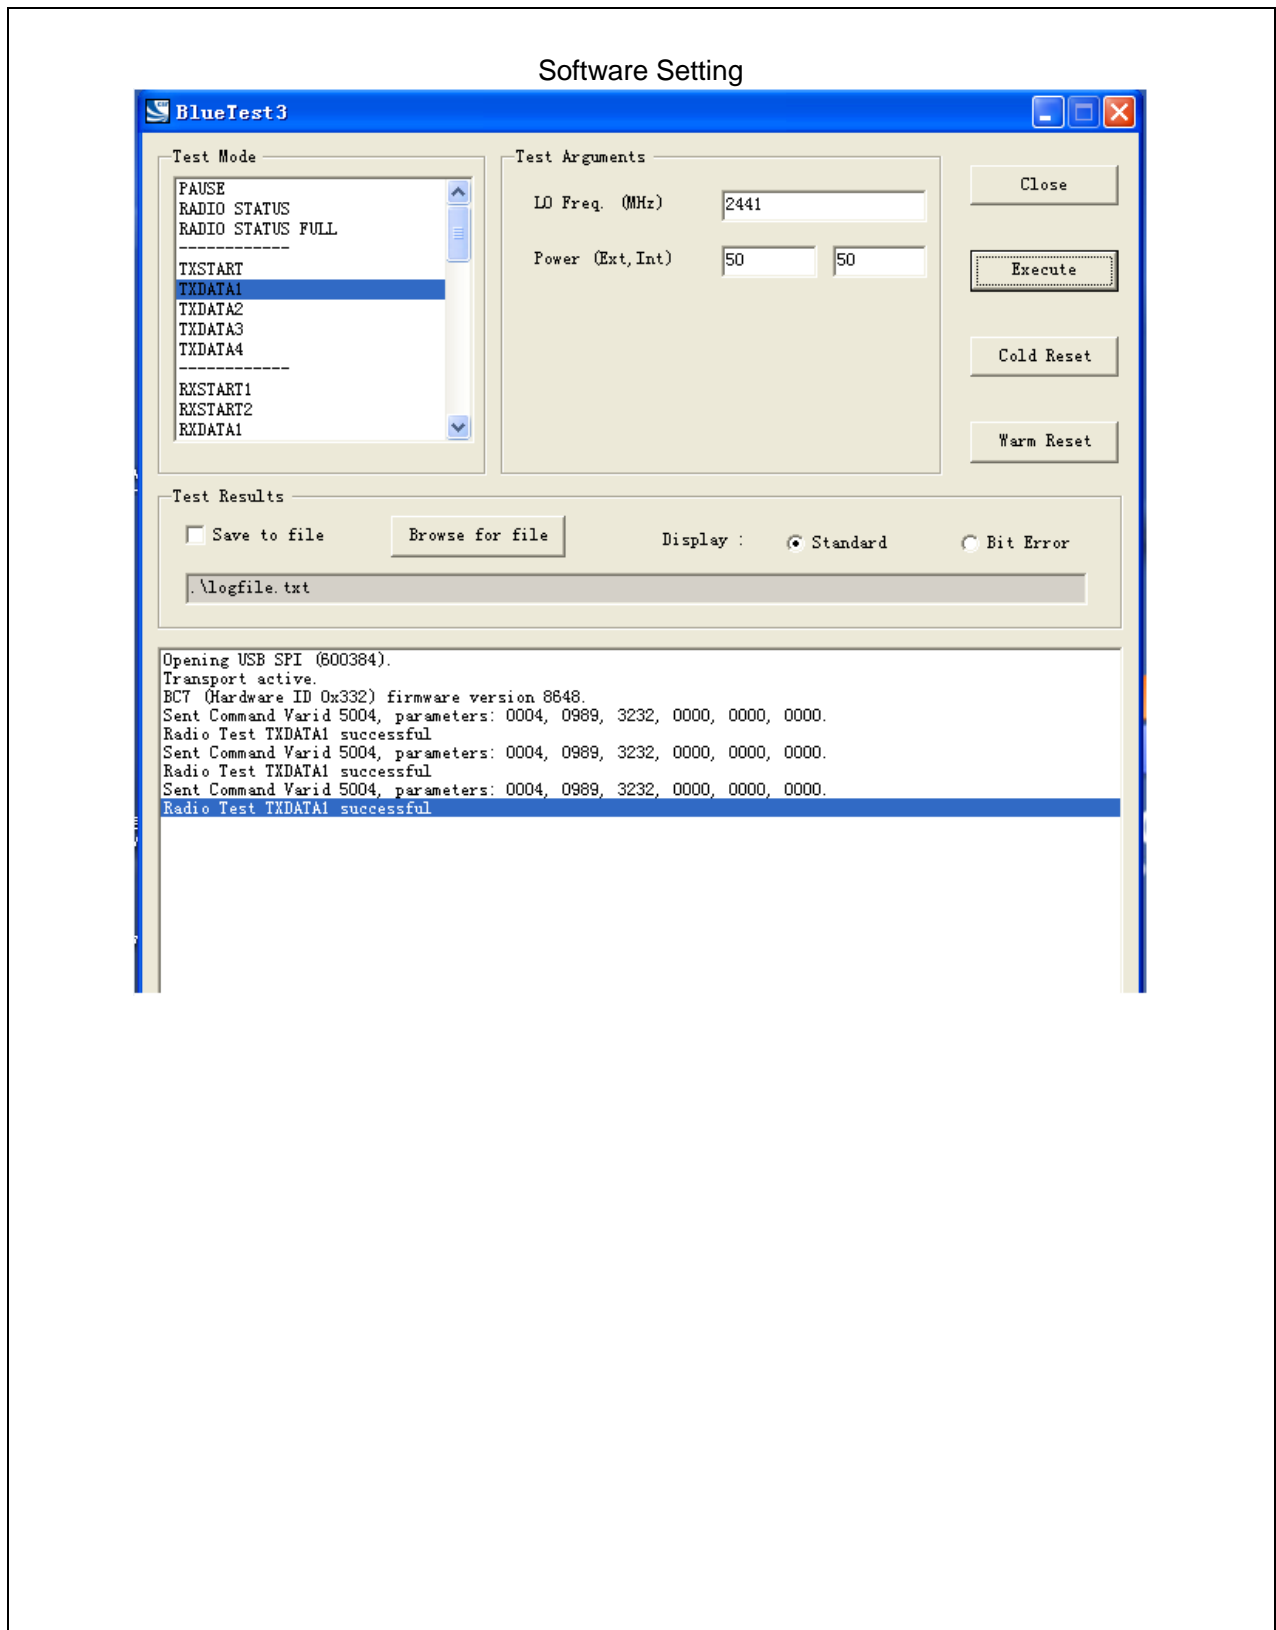 Software Setting
BlueTest3
Test Mode
PAUSE
RADIO STATUS
RADIO STATUS FULL
------------
TXSTART
TXDATA1
TXDATA2
TXDATA3
TXDATA4
------------
RXSTART1
RXSTART2
RXDATA1
Test Arguments
LO Freq. (MHz) 2441
Power (Ext,Int) 50 50
Close
Execute
Cold Reset
Warm Reset
Test Results
Save to file Browse for file Display : Standard Bit Error
.\logfile.txt
Opening USB SPI (600384).
Transport active.
BC7 (Hardware ID 0x332) firmware version 8648.
Sent Command Varid 5004, parameters: 0004, 0989, 3232, 0000, 0000, 0000.
Radio Test TXDATA1 successful
Sent Command Varid 5004, parameters: 0004, 0989, 3232, 0000, 0000, 0000.
Radio Test TXDATA1 successful
Sent Command Varid 5004, parameters: 0004, 0989, 3232, 0000, 0000, 0000.
Radio Test TXDATA1 successful